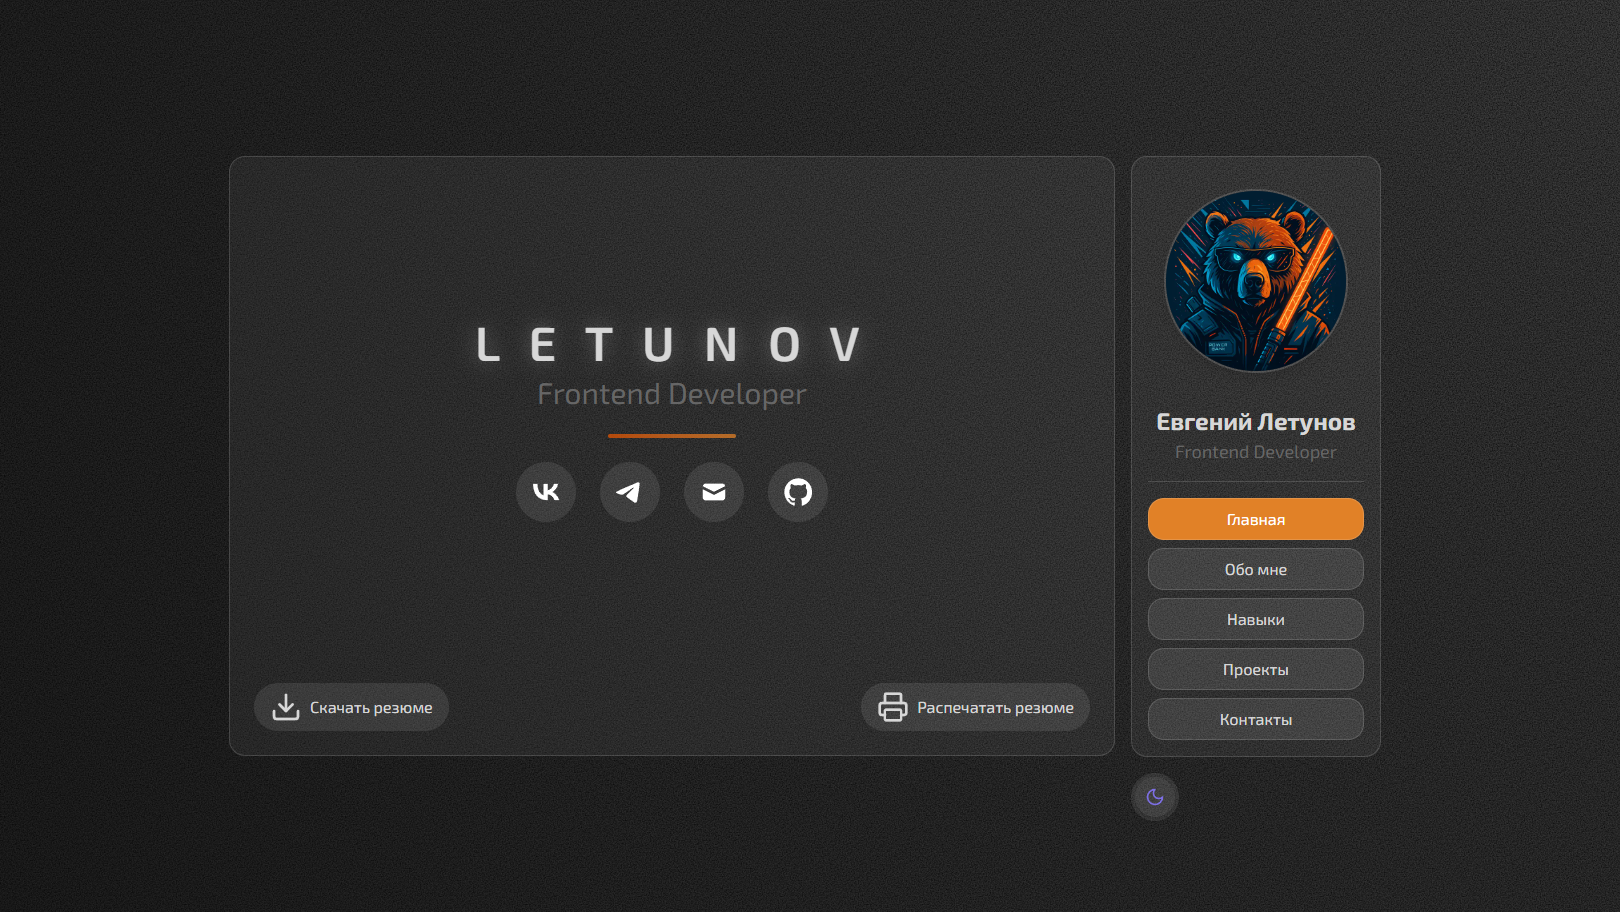 LETUNOV
Frontend Developer
Скачать резюме
Распечатать резюме
Евгений Летунов
Frontend Developer
Главная
Обо мне
Навыки
Проекты
Контакты